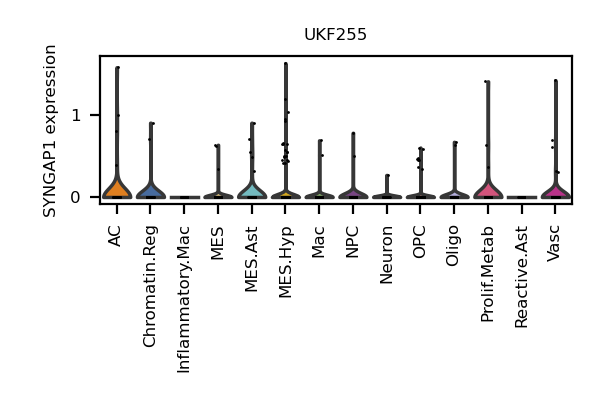 UKF255
SYNGAP1 expression
1
0
AC
Chromatin.Reg
Inflammatory.Mac
MES
MES.Ast
MES.Hyp
Mac
NPC
Neuron
OPC
Oligo
Prolif.Metab
Reactive.Ast
Vasc